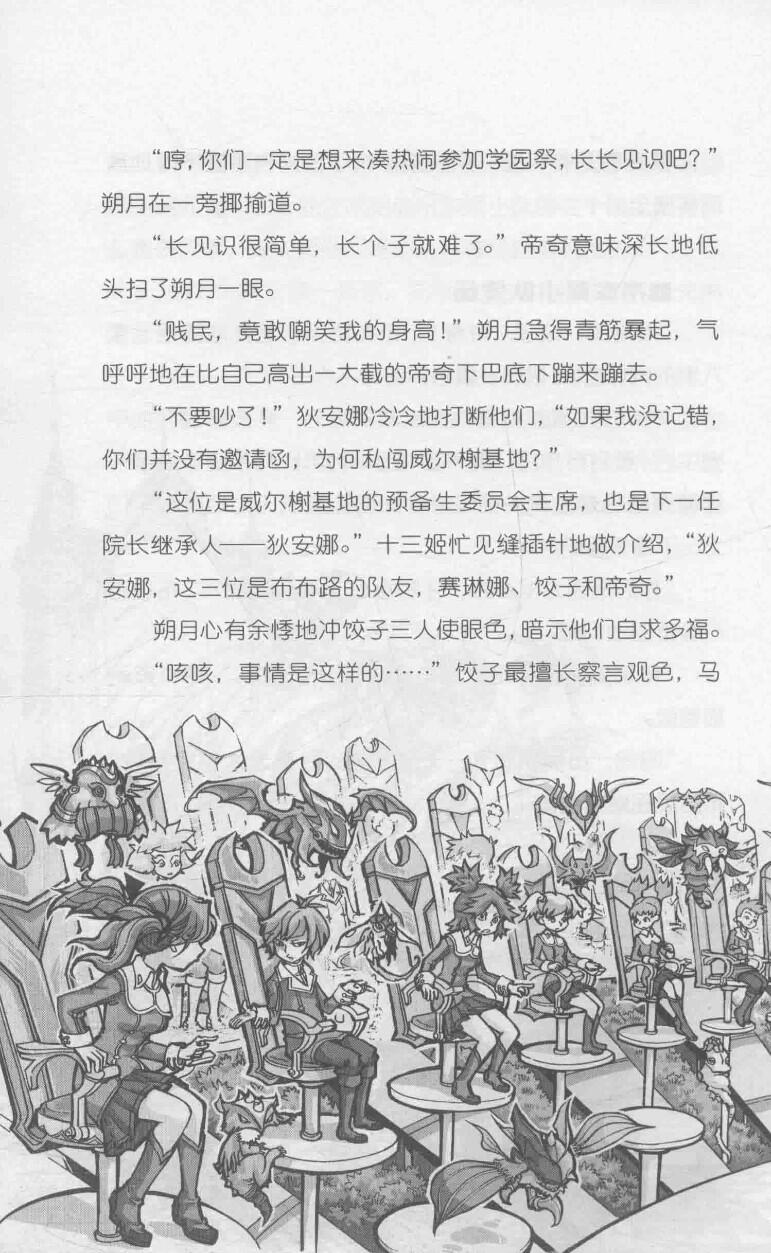 “哼，你们一定是想来凑热闹参加学园祭，长长见识吧？”
朔月在一旁揶揄道。
“长见识很简单，长个子就难了。”帝奇意味深长地低
头扫了朔月一眼。
“贱民，竟敢嘲笑我的身高！”朔月急得青筋暴起，气
呼呼地在比自己高出一大截的帝奇下巴底下蹦来蹦去。
“不要吵了！”狄安娜冷冷地打断他们，“如果我没记错，
你们并没有邀请函，为何私闯威尔榭基地？”
“这位是威尔榭基地的预备生委员会主席，也是下一任
院长继承人——狄安娜。”十三姬忙见缝插针地做介绍，“狄
安娜，这三位是布布路的队友，赛琳娜、饺子和帝奇。”
朔月心有余悸地冲饺子三人使眼色，暗示他们自求多福。
“咳咳，事情是这样的……”饺子最擅长察言观色，马